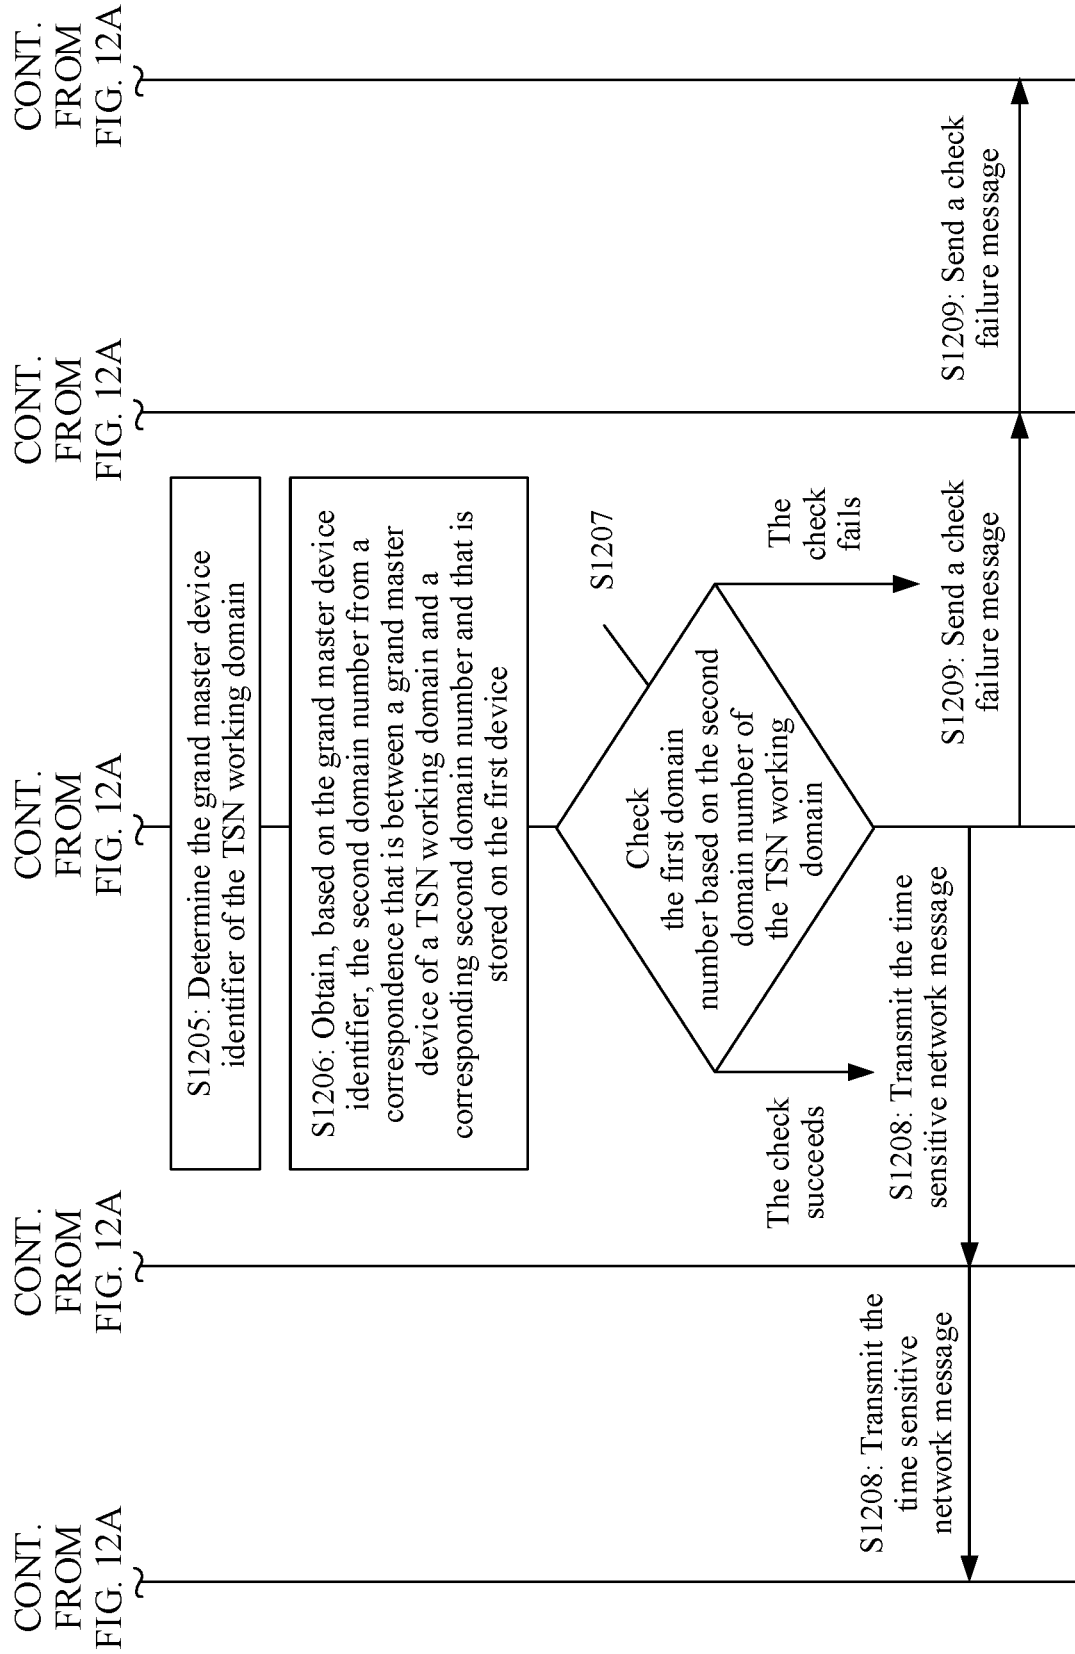 CONT.
FROM
FIG. 12A
CONT.
FROM
FIG. 12A
CONT.
FROM
FIG. 12A
CONT.
FROM
FIG. 12A
CONT.
FROM
FIG. 12A
S1205: Determine the grand master device
identifier of the TSN working domain
S1206: Obtain, based on the grand master device
identifier, the second domain number from a
correspondence that is between a grand master
device of a TSN working domain and a
corresponding second domain number and that is
stored on the first device
S1207
Check
the first domain
number based on the second
domain number of
the TSN working
domain
The check
succeeds
The
check
fails
S1208: Transmit the
time sensitive
network message
S1208: Transmit the time
sensitive network message
S1209: Send a check
failure message
S1209: Send a check
failure message